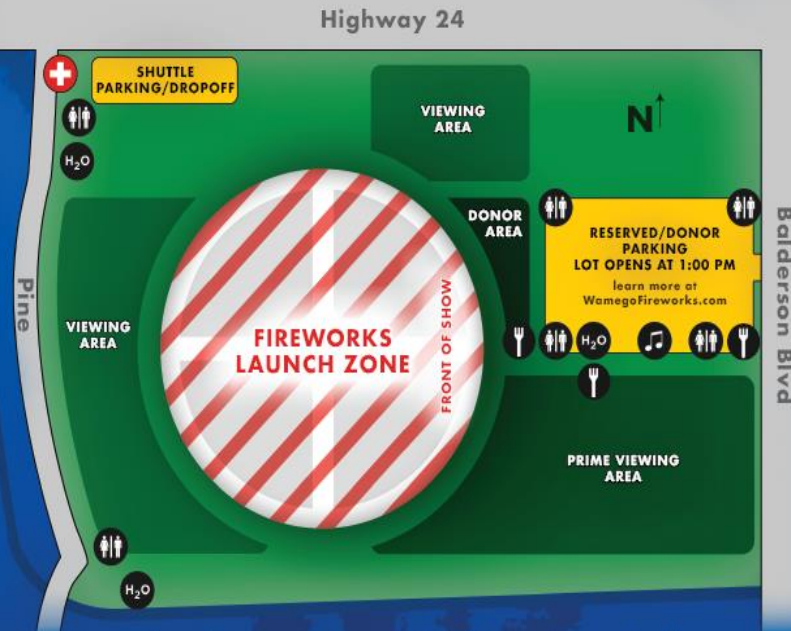 Highway 24
SHUTTLE
PARKING/DROPOFF
H₂O
VIEWING
AREA
N
DONOR
AREA
RESERVED/DONOR
PARKING
LOT OPENS AT 1:00 PM
learn more at
WamegoFireworks.com
Balderson Blvd
Pine
VIEWING
AREA
FIREWORKS
LAUNCH ZONE
FRONT OF SHOW
H₂O
PRIME VIEWING
AREA
H₂O